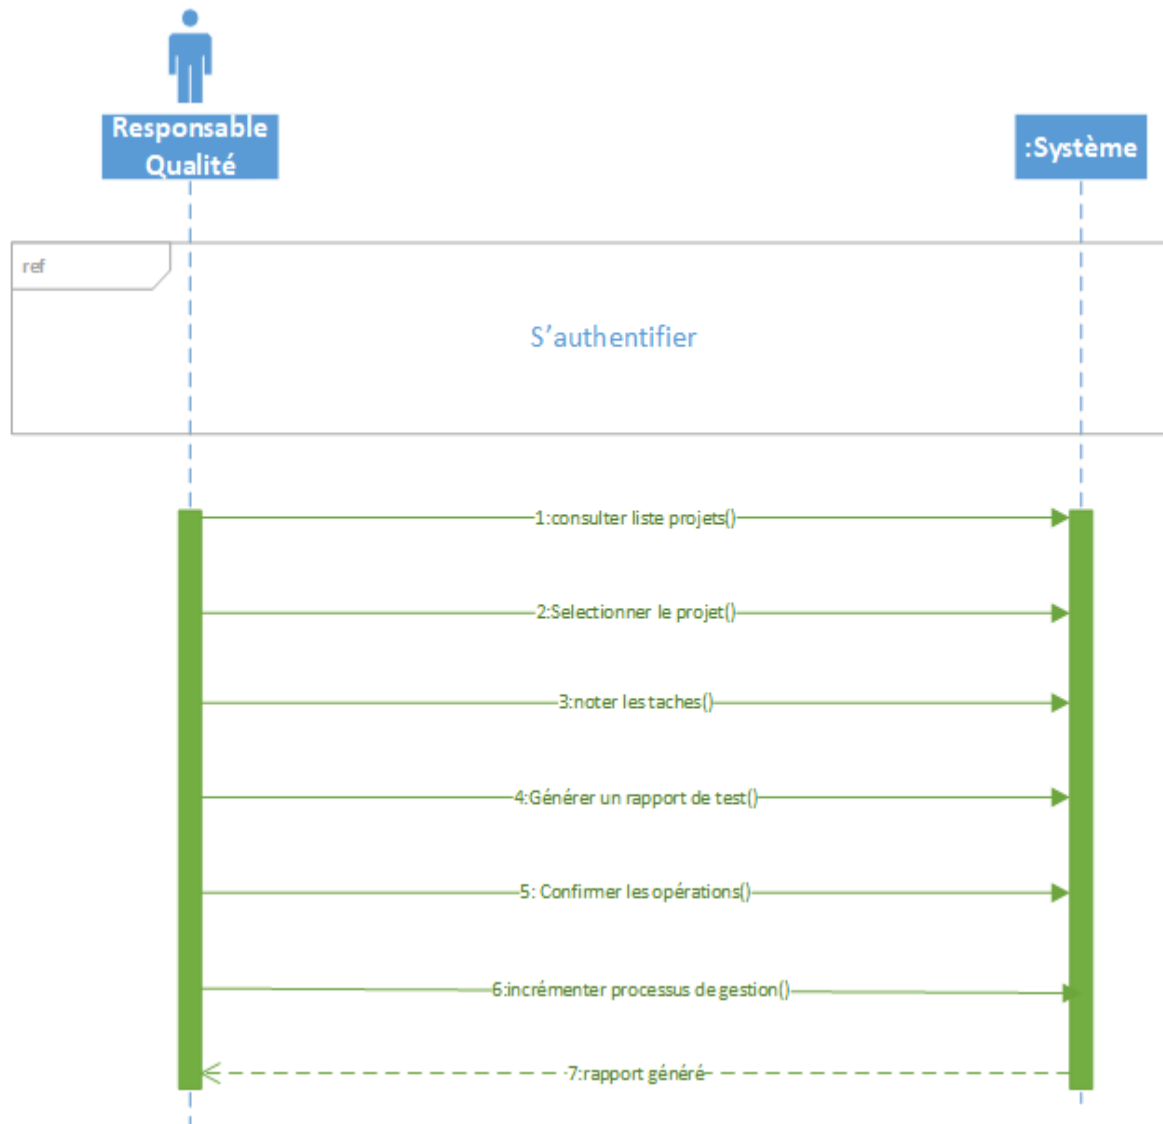 Responsable
Qualité
:Système
ref
S'authentifier
1:consulter liste projets()
2:Selectionner le projet()
3:noter les taches()
4:Générer un rapport de test()
5: Confirmer les opérations()
6:incrémenter processus de gestion()
7:rapport généré